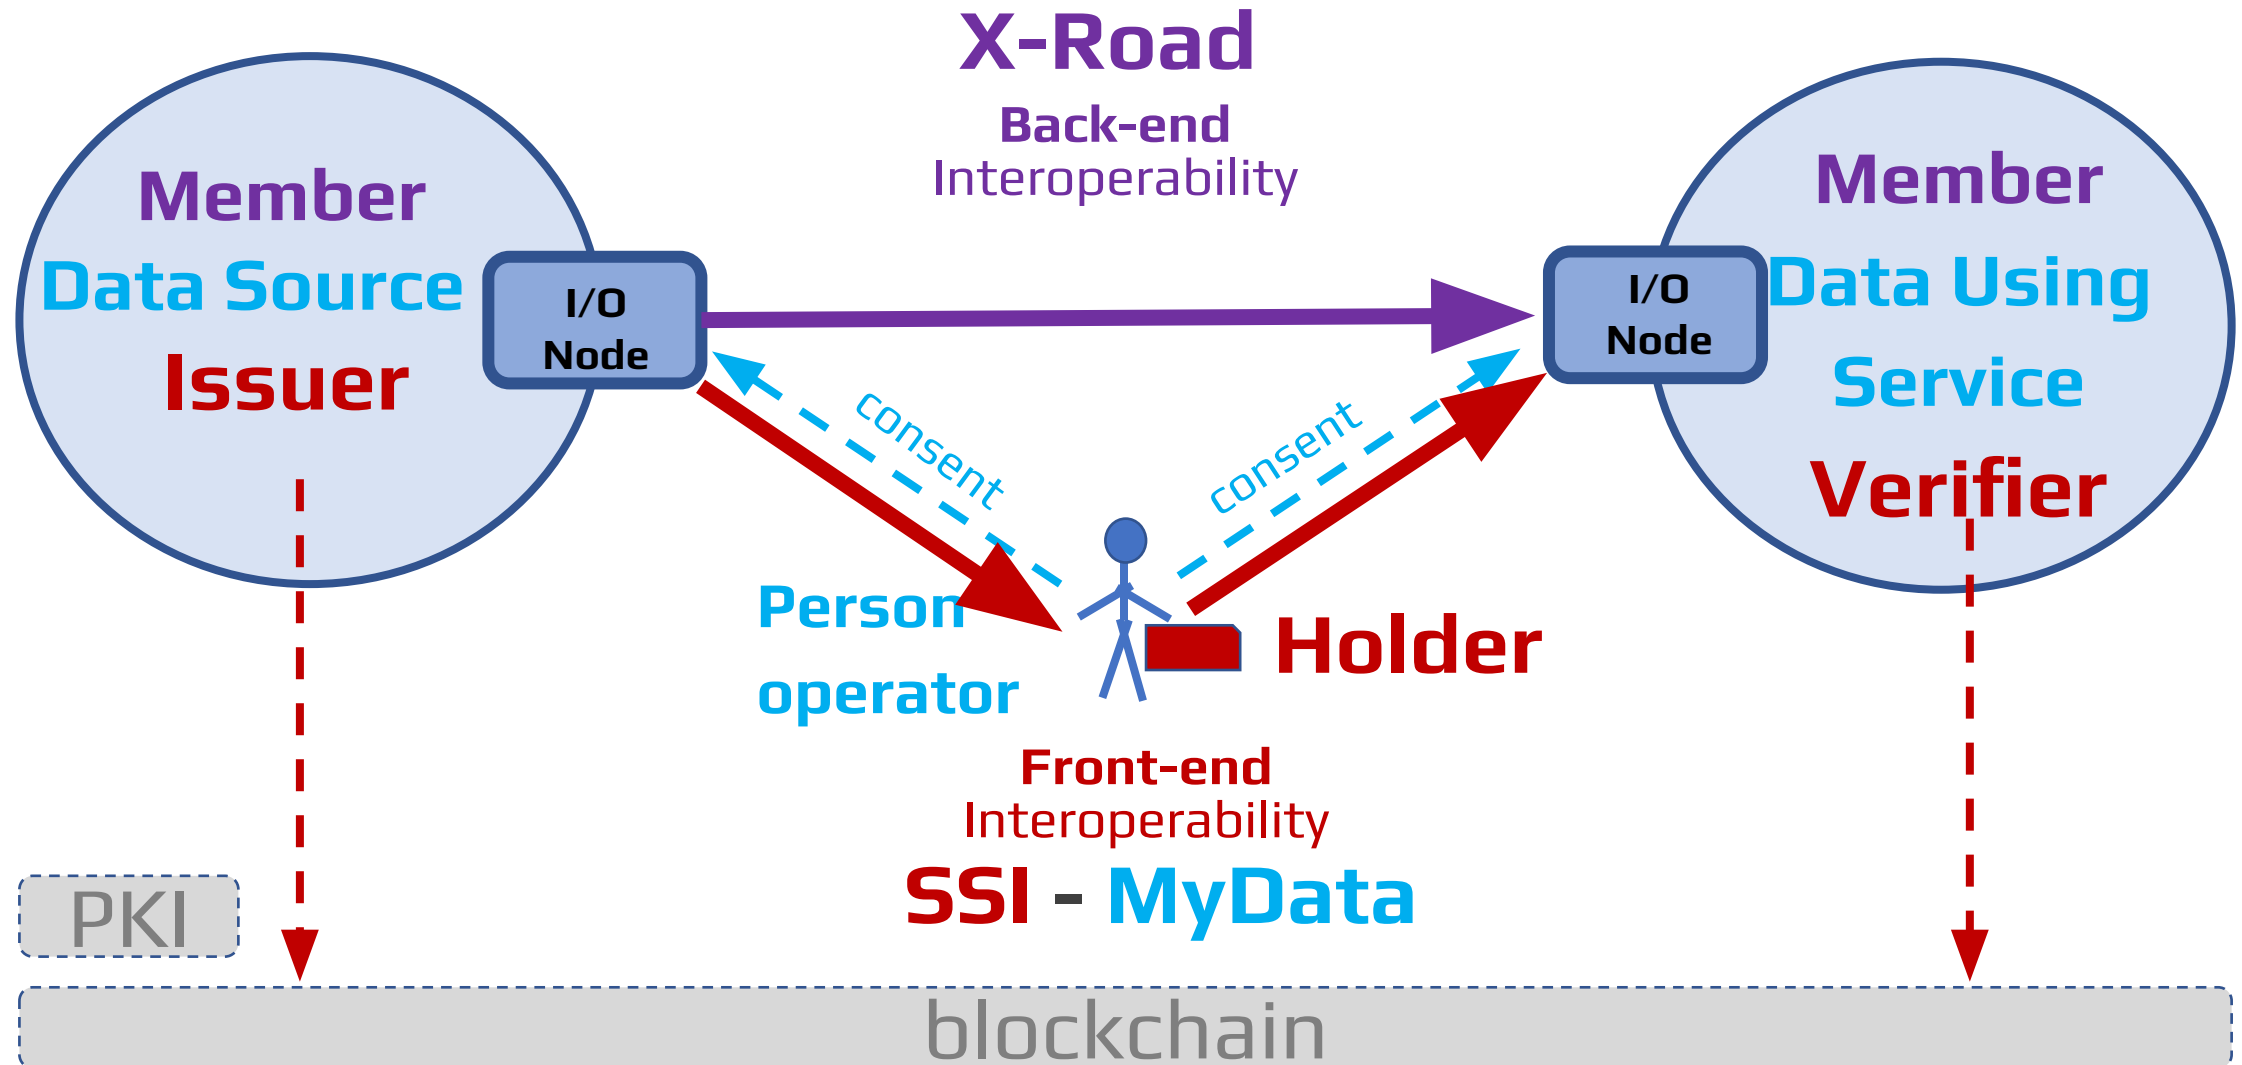 X-Road
Back-end
Interoperability
Member
Data Source
Issuer
I/O
Node
I/O
Node
Member
Data Using
Service
Verifier
consent
consent
Person
operator
Holder
Front-end
Interoperability
SSI - MyData
PKI
blockchain